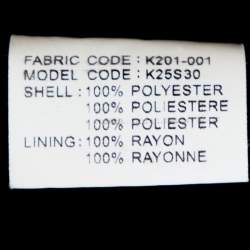 FABRIC CODE : K201-001
MODEL CODE : K25S30
SHELL : 100% POLYESTER
100% POLIESTERE
100% POLIESTER
LINING: 100% RAYON
100% RAYONNE